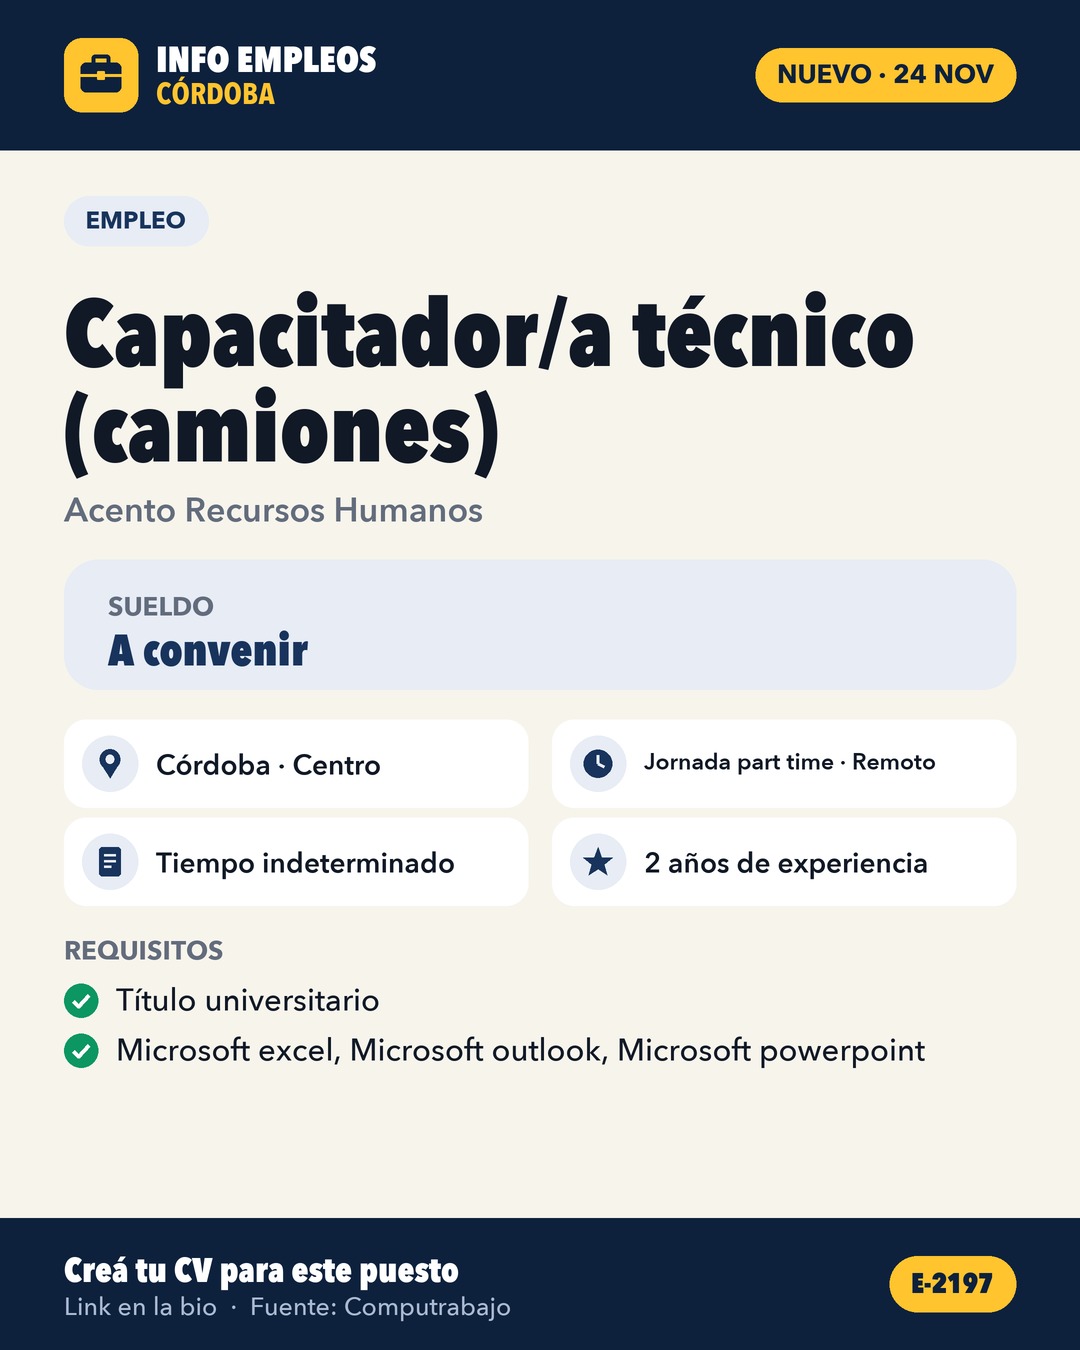 INFO EMPLEOS
CÓRDOBA
NUEVO · 24 NOV
EMPLEO
Capacitador/a técnico
(camiones)
Acento Recursos Humanos
SUELDO
A convenir
Córdoba · Centro
Jornada part time · Remoto
Tiempo indeterminado
2 años de experiencia
REQUISITOS
Título universitario
Microsoft excel, Microsoft outlook, Microsoft powerpoint
Creá tu CV para este puesto
Link en la bio · Fuente: Computrabajo
E-2197